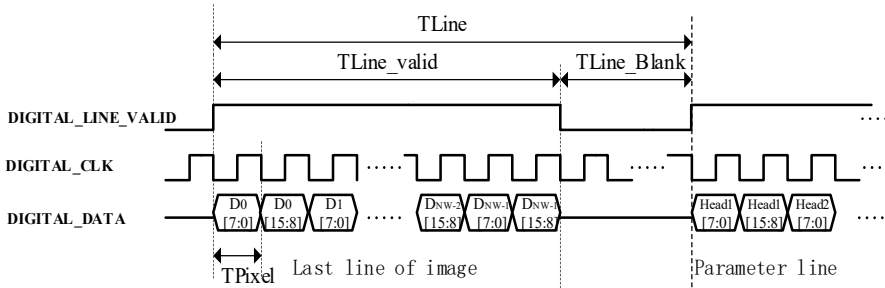 TLine
TLine_valid TLine_Blank
DIGITAL_LINE_VALID ....
DIGITAL_CLK ..... ..... ....
DIGITAL_DATA D0 [7:0] D0 [15:8] D1 [7:0] ..... DNW-2 [15:8] DNW-1 [7:0] DNW-1 [15:8] Head1 [7:0] Head1 [15:8] Head2 [7:0] ....
TPixel Last line of image Parameter line